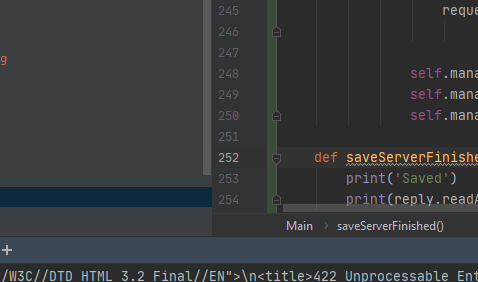 245 reque
246
g
247
248 self.mana
249 self.mana
250 self.mana
251
252 def saveServerFinishe
253 print('Saved')
254 print(reply.readA
Main › saveServerFinished()
+
/W3C//DTD HTML 3.2 Final//EN">\n<title>422 Unprocessable Ent